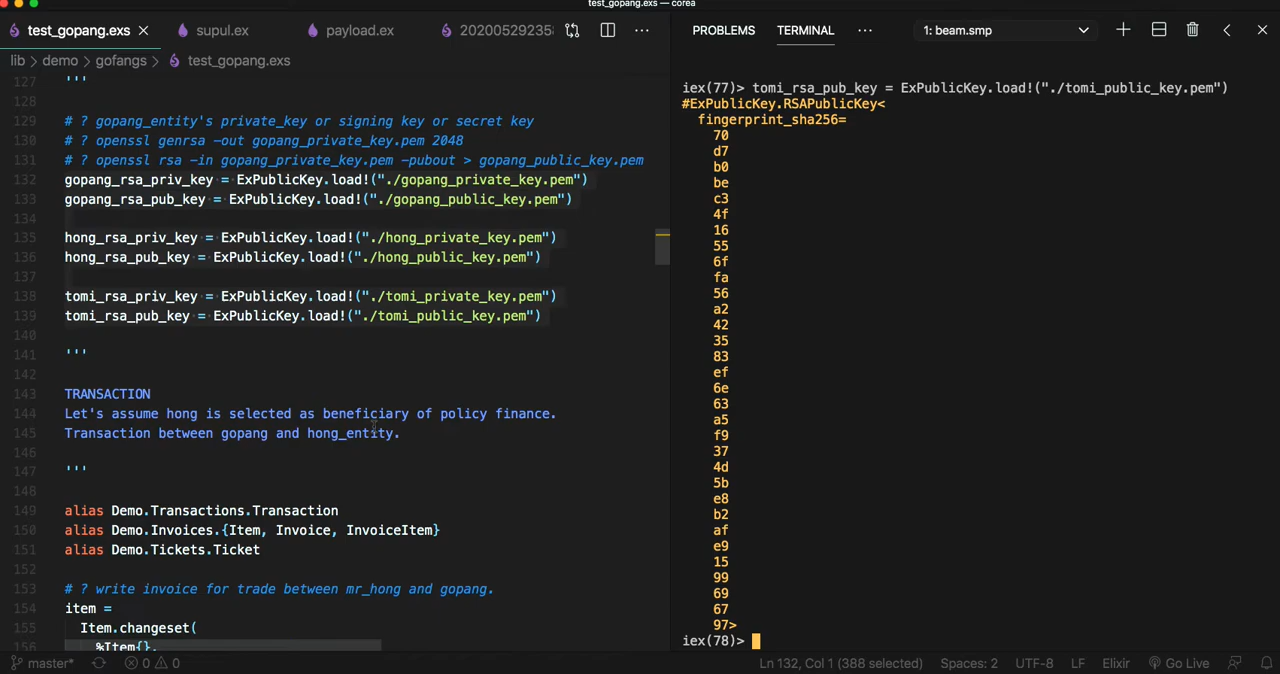 test_gopang.exs — corea
test_gopang.exs
supul.ex
payload.ex
202005292358
PROBLEMS
TERMINAL
1: beam.smp
lib > demo > gofangs > test_gopang.exs
127 '''
128
129 # ? gopang_entity's private_key or signing key or secret key
130 # ? openssl genrsa -out gopang_private_key.pem 2048
131 # ? openssl rsa -in gopang_private_key.pem -pubout > gopang_public_key.pem
132 gopang_rsa_priv_key = ExPublicKey.load!("./gopang_private_key.pem")
133 gopang_rsa_pub_key = ExPublicKey.load!("./gopang_public_key.pem")
134
135 hong_rsa_priv_key = ExPublicKey.load!("./hong_private_key.pem")
136 hong_rsa_pub_key = ExPublicKey.load!("./hong_public_key.pem")
137
138 tomi_rsa_priv_key = ExPublicKey.load!("./tomi_private_key.pem")
139 tomi_rsa_pub_key = ExPublicKey.load!("./tomi_public_key.pem")
140
141 '''
142
143 TRANSACTION
144 Let's assume hong is selected as beneficiary of policy finance.
145 Transaction between gopang and hong_entity.
146
147 '''
148
149 alias Demo.Transactions.Transaction
150 alias Demo.Invoices.{Item, Invoice, InvoiceItem}
151 alias Demo.Tickets.Ticket
152
153 # ? write invoice for trade between mr_hong and gopang.
154 item =
155 Item.changeset(
156 %Item{},
iex(77)> tomi_rsa_pub_key = ExPublicKey.load!("./tomi_public_key.pem")
#ExPublicKey.RSAPublicKey<
fingerprint_sha256=
70
d7
b0
be
c3
4f
16
55
6f
fa
56
a2
42
35
83
ef
6e
63
a5
f9
37
4d
5b
e8
b2
af
e9
15
99
69
67
97>
iex(78)>
master*
0
0
Ln 132, Col 1 (388 selected)
Spaces: 2
UTF-8
LF
Elixir
Go Live